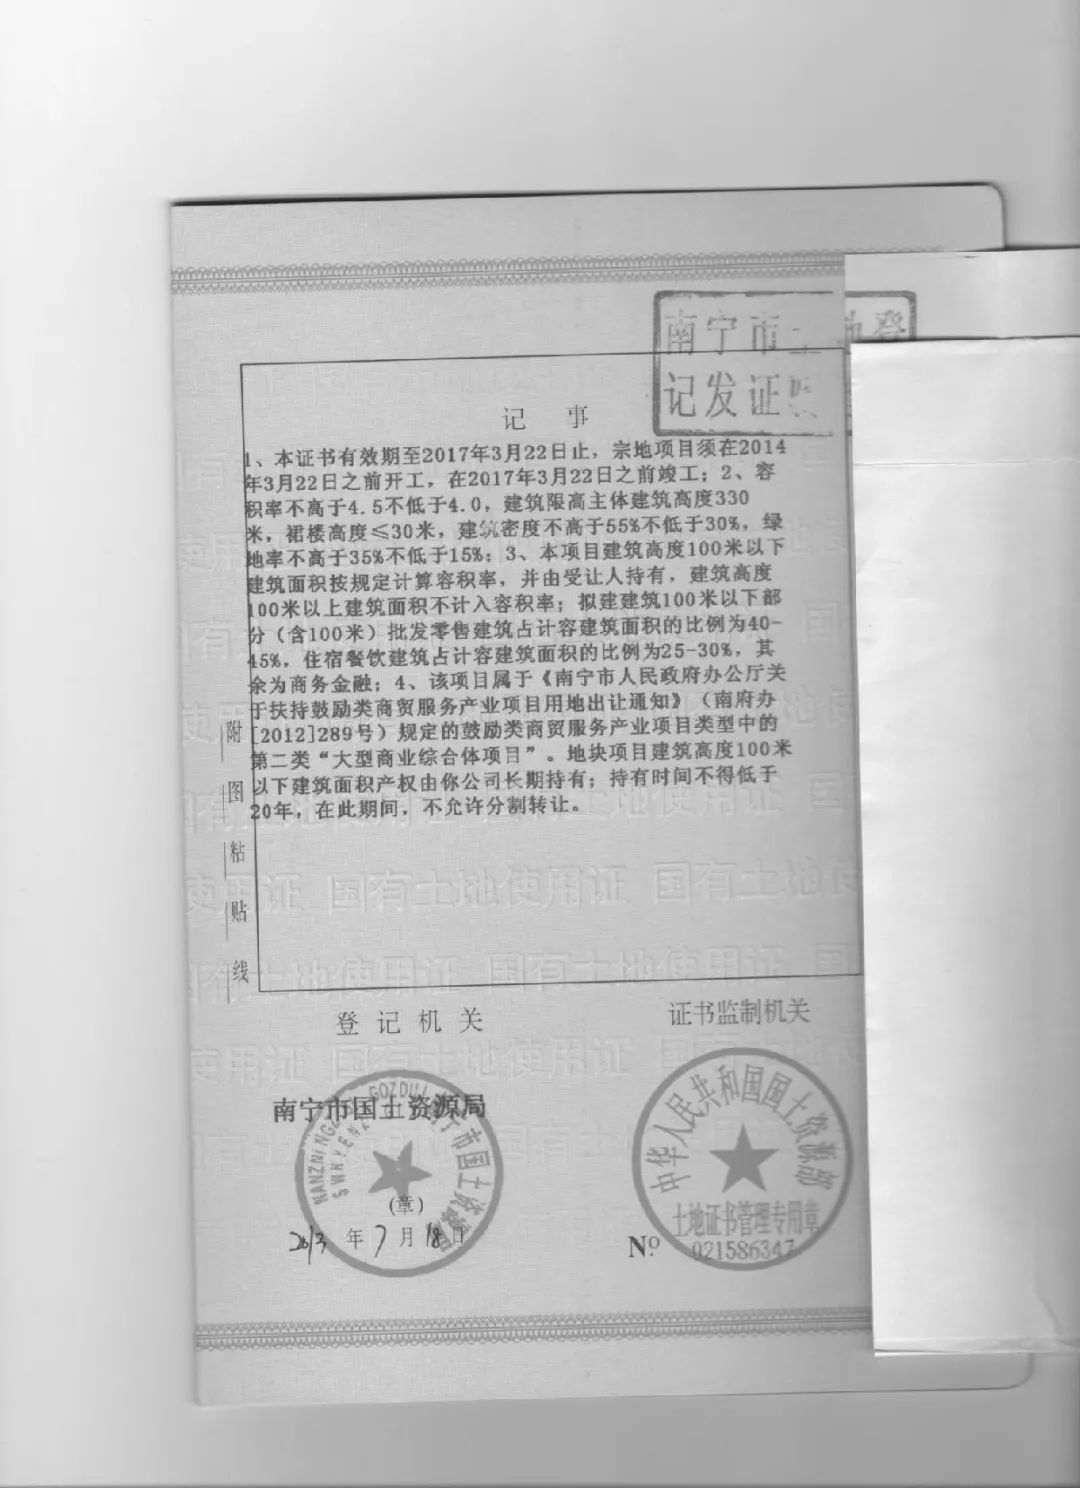 南宁市土地登
记发证
记 事
1、本证书有效期至2017年3月22日止，宗地项目须在2014
年3月22日之前开工，在2017年3月22日之前竣工；2、容
积率不高于4.5不低于4.0，建筑限高主体建筑高度330
米，裙楼高度≤30米，建筑密度不高于55%不低于30%，绿
地率不高于35%不低于15%；3、本项目建筑高度100米以下
建筑面积按规定计算容积率，并由受让人持有，建筑高度
100米以上建筑面积不计入容积率；拟建建筑100米以下部
分（含100米）批发零售建筑占计容建筑面积的比例为40-
45%，住宿餐饮建筑占计容建筑面积的比例为25-30%，其
余为商务金融；4、该项目属于《南宁市人民政府办公厅关
于扶持鼓励类商贸服务产业项目用地出让通知》（南府办
[2012]289号）规定的鼓励类商贸服务产业项目类型中的
第二类“大型商业综合体项目”。地块项目建筑高度100米
以下建筑面积产权由你公司长期持有；持有时间不得低于
20年，在此期间，不允许分割转让。
附图粘贴线
登记机关
证书监制机关
南宁市国土资源局
(章)
2013年7月18日
中华人民共和国国土资源部
土地证书管理专用章
Nº 021586347
国有土地使用证